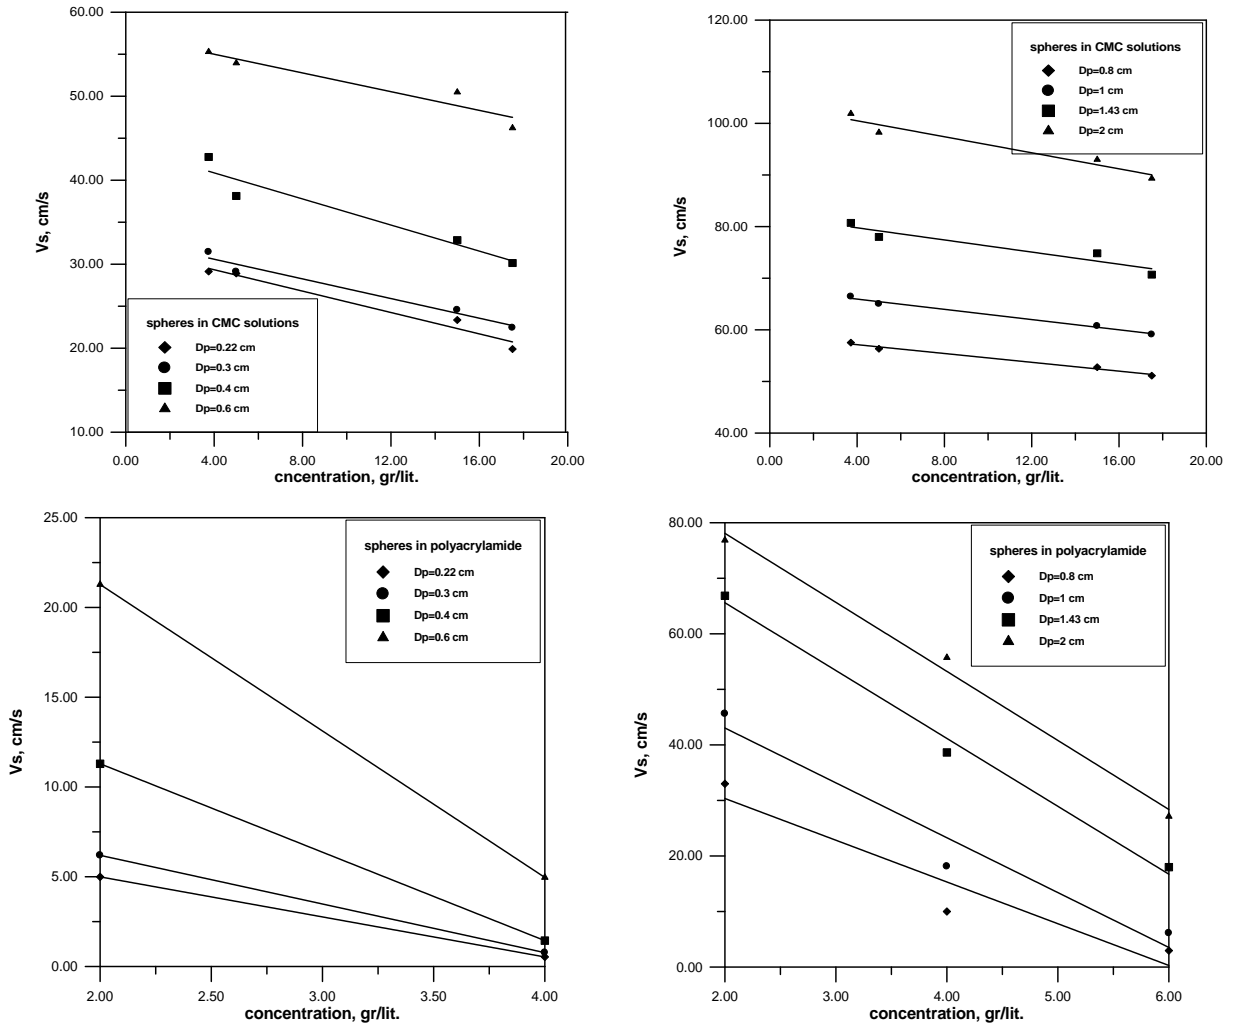 60.00
50.00
40.00
30.00
20.00
10.00
Vs, cm/s
spheres in CMC solutions
Dp=0.22 cm
Dp=0.3 cm
Dp=0.4 cm
Dp=0.6 cm
0.00 4.00 8.00 12.00 16.00 20.00
cncentration, gr/lit.
120.00
100.00
80.00
60.00
40.00
Vs, cm/s
spheres in CMC solutions
Dp=0.8 cm
Dp=1 cm
Dp=1.43 cm
Dp=2 cm
0.00 4.00 8.00 12.00 16.00 20.00
concentration, gr/lit.
25.00
20.00
15.00
10.00
5.00
0.00
Vs, cm/s
spheres in polyacrylamide
Dp=0.22 cm
Dp=0.3 cm
Dp=0.4 cm
Dp=0.6 cm
2.00 2.50 3.00 3.50 4.00
concentration, gr/lit.
80.00
60.00
40.00
20.00
0.00
Vs, cm/s
spheres in polyacrylamide
Dp=0.8 cm
Dp=1 cm
Dp=1.43 cm
Dp=2 cm
2.00 3.00 4.00 5.00 6.00
concentration, gr/lit.